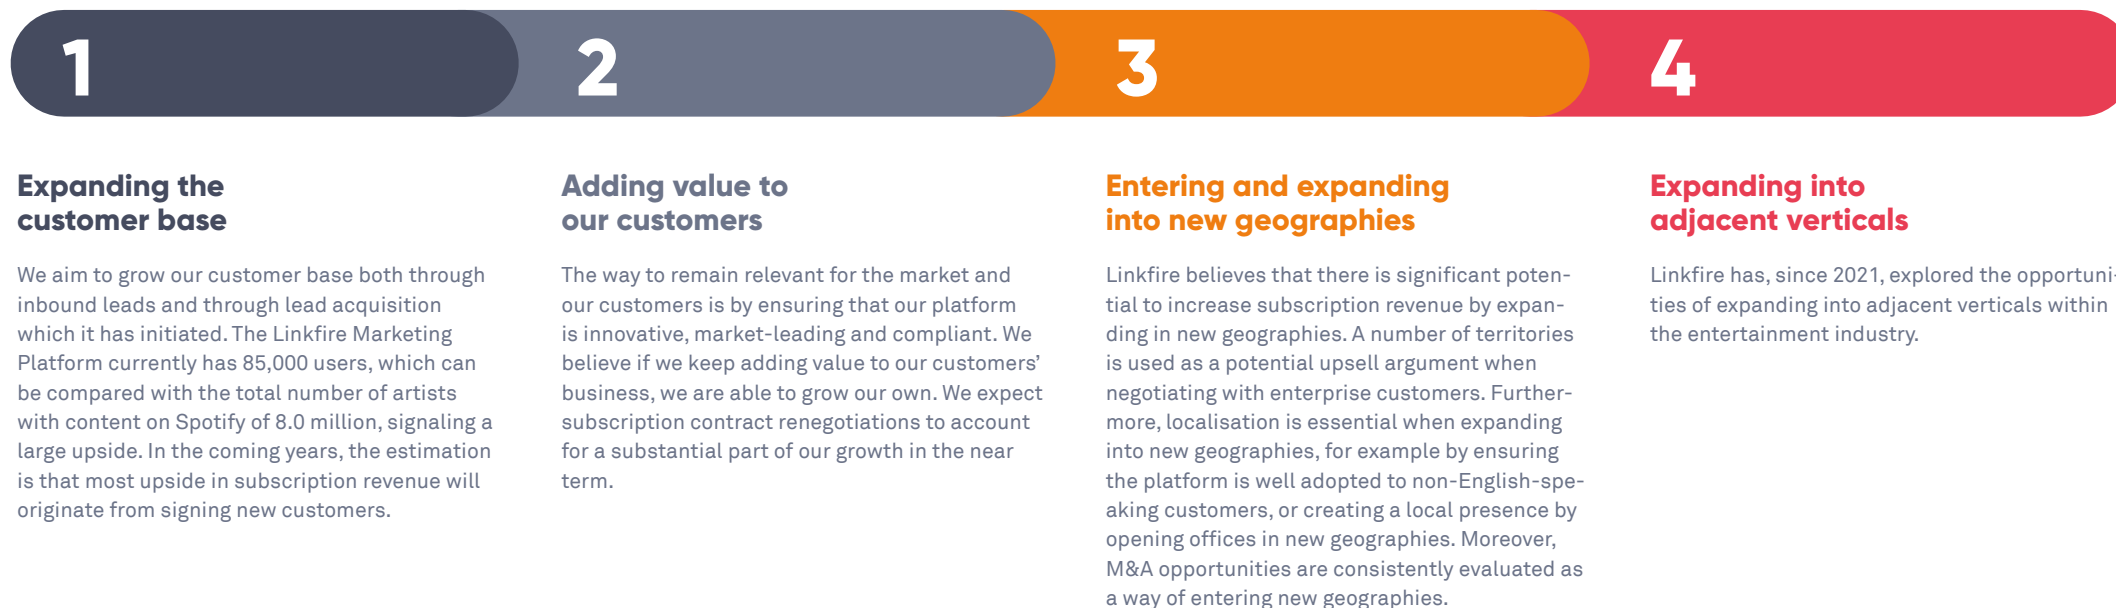 1
2
3
4
Expanding the
customer base
We aim to grow our customer base both through
inbound leads and through lead acquisition
which it has initiated. The Linkfire Marketing
Platform currently has 85,000 users, which can
be compared with the total number of artists
with content on Spotify of 8.0 million, signaling a
large upside. In the coming years, the estimation
is that most upside in subscription revenue will
originate from signing new customers.
Adding value to
our customers
The way to remain relevant for the market and
our customers is by ensuring that our platform
is innovative, market-leading and compliant. We
believe if we keep adding value to our customers’
business, we are able to grow our own. We expect
subscription contract renegotiations to account
for a substantial part of our growth in the near
term.
Entering and expanding
into new geographies
Linkfire believes that there is significant poten-
tial to increase subscription revenue by expan-
ding in new geographies. A number of territories
is used as a potential upsell argument when
negotiating with enterprise customers. Further-
more, localisation is essential when expanding
into new geographies, for example by ensuring
the platform is well adopted to non-English-spe-
aking customers, or creating a local presence by
opening offices in new geographies. Moreover,
M&A opportunities are consistently evaluated as
a way of entering new geographies.
Expanding into
adjacent verticals
Linkfire has, since 2021, explored the opportuni-
ties of expanding into adjacent verticals within
the entertainment industry.